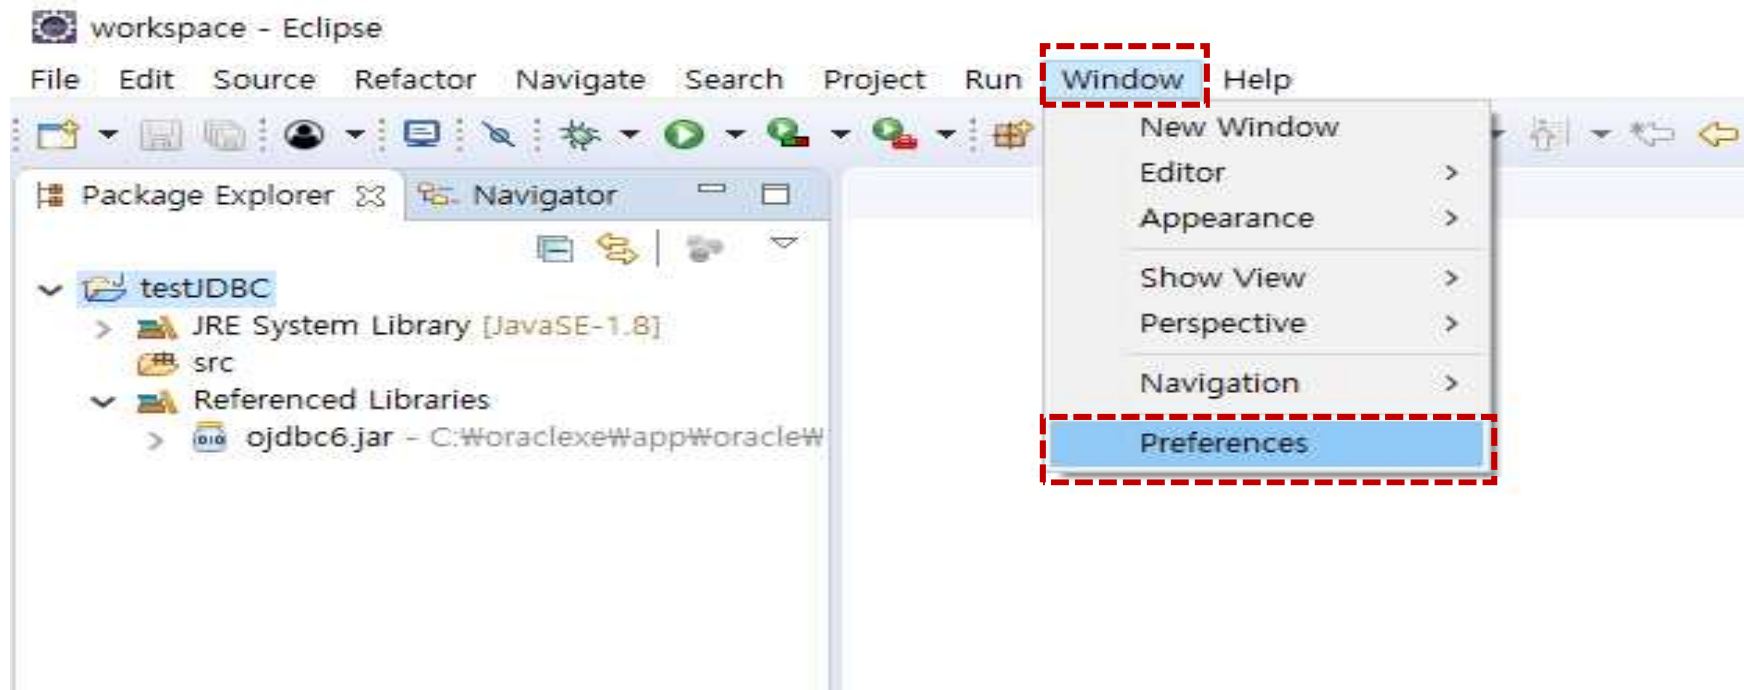 workspace - Eclipse
File Edit Source Refactor Navigate Search Project Run Window Help
New Window
Editor
Appearance
Show View
Perspective
Navigation
Preferences
Package Explorer Navigator
testJDBC
JRE System Library [JavaSE-1.8]
src
Referenced Libraries
ojdbc6.jar - C:₩oraclexe₩app₩oracle₩